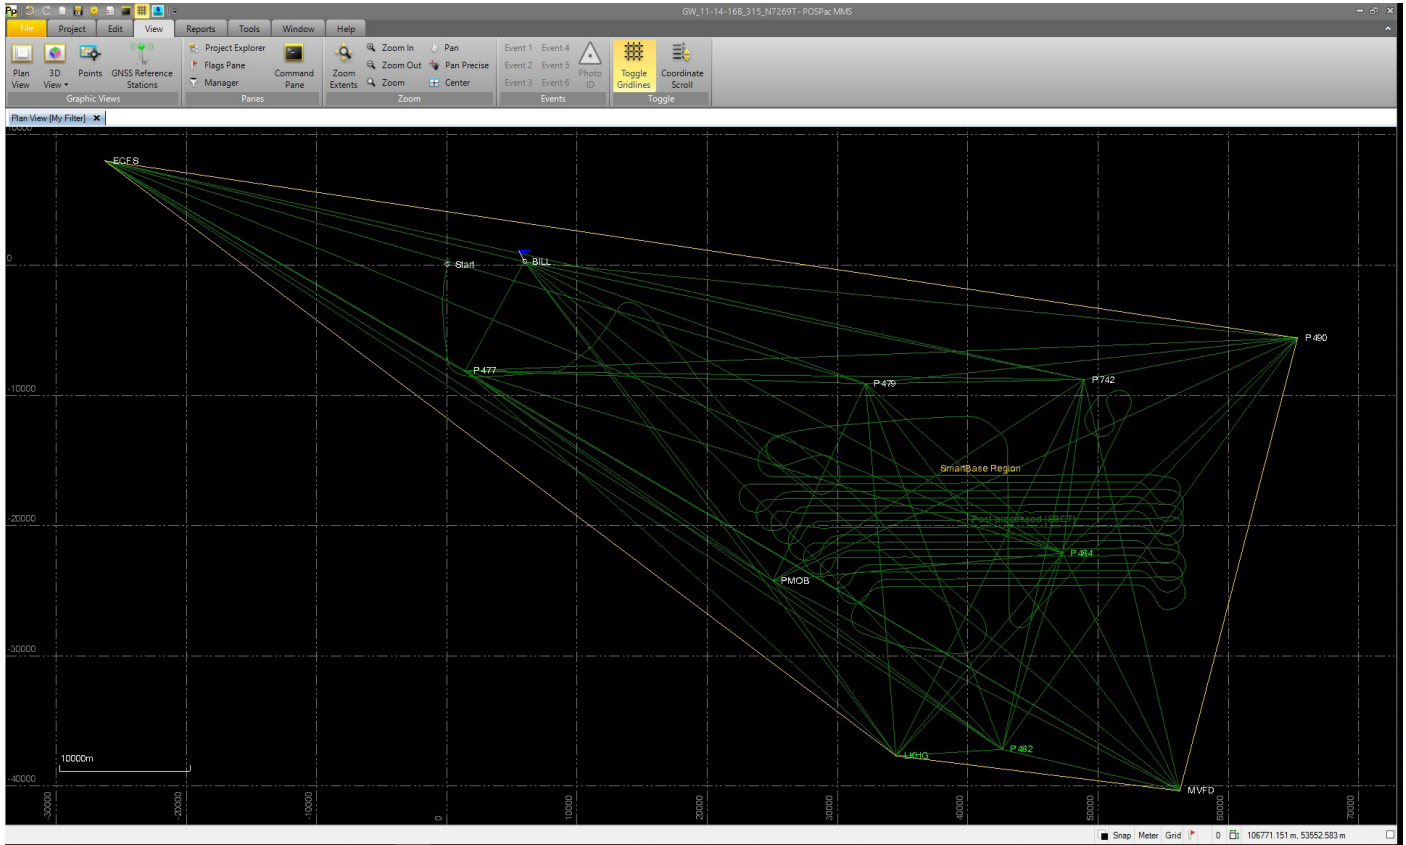 GW_11-14-16B_315_N7269T - POSPac MMS
File Project Edit View Reports Tools Window Help
Plan View
3D View
Points
GNSS Reference Stations
Graphic Views
Project Explorer
Flags Pane
Manager
Command Pane
Panes
Zoom Extents
Zoom In
Zoom Out
Zoom
Pan
Pan Precise
Center
Zoom
Event 1 Event 4
Event 2 Event 5
Event 3 Event 6
Photo ID
Events
Toggle Gridlines
Coordinate Scroll
Toggle
Plan View [My Filter]
10000
ECFS
0
Start
BILL
P490
P477
P479
P742
-10000
SmartBase Region
-20000
P484
PMOB
-30000
LKHG
P482
10000m
-40000
MVFD
-30000 -20000 -10000 0 10000 20000 30000 40000 50000 60000 70000
Snap Meter Grid 0 106771.151 m, 53552.583 m